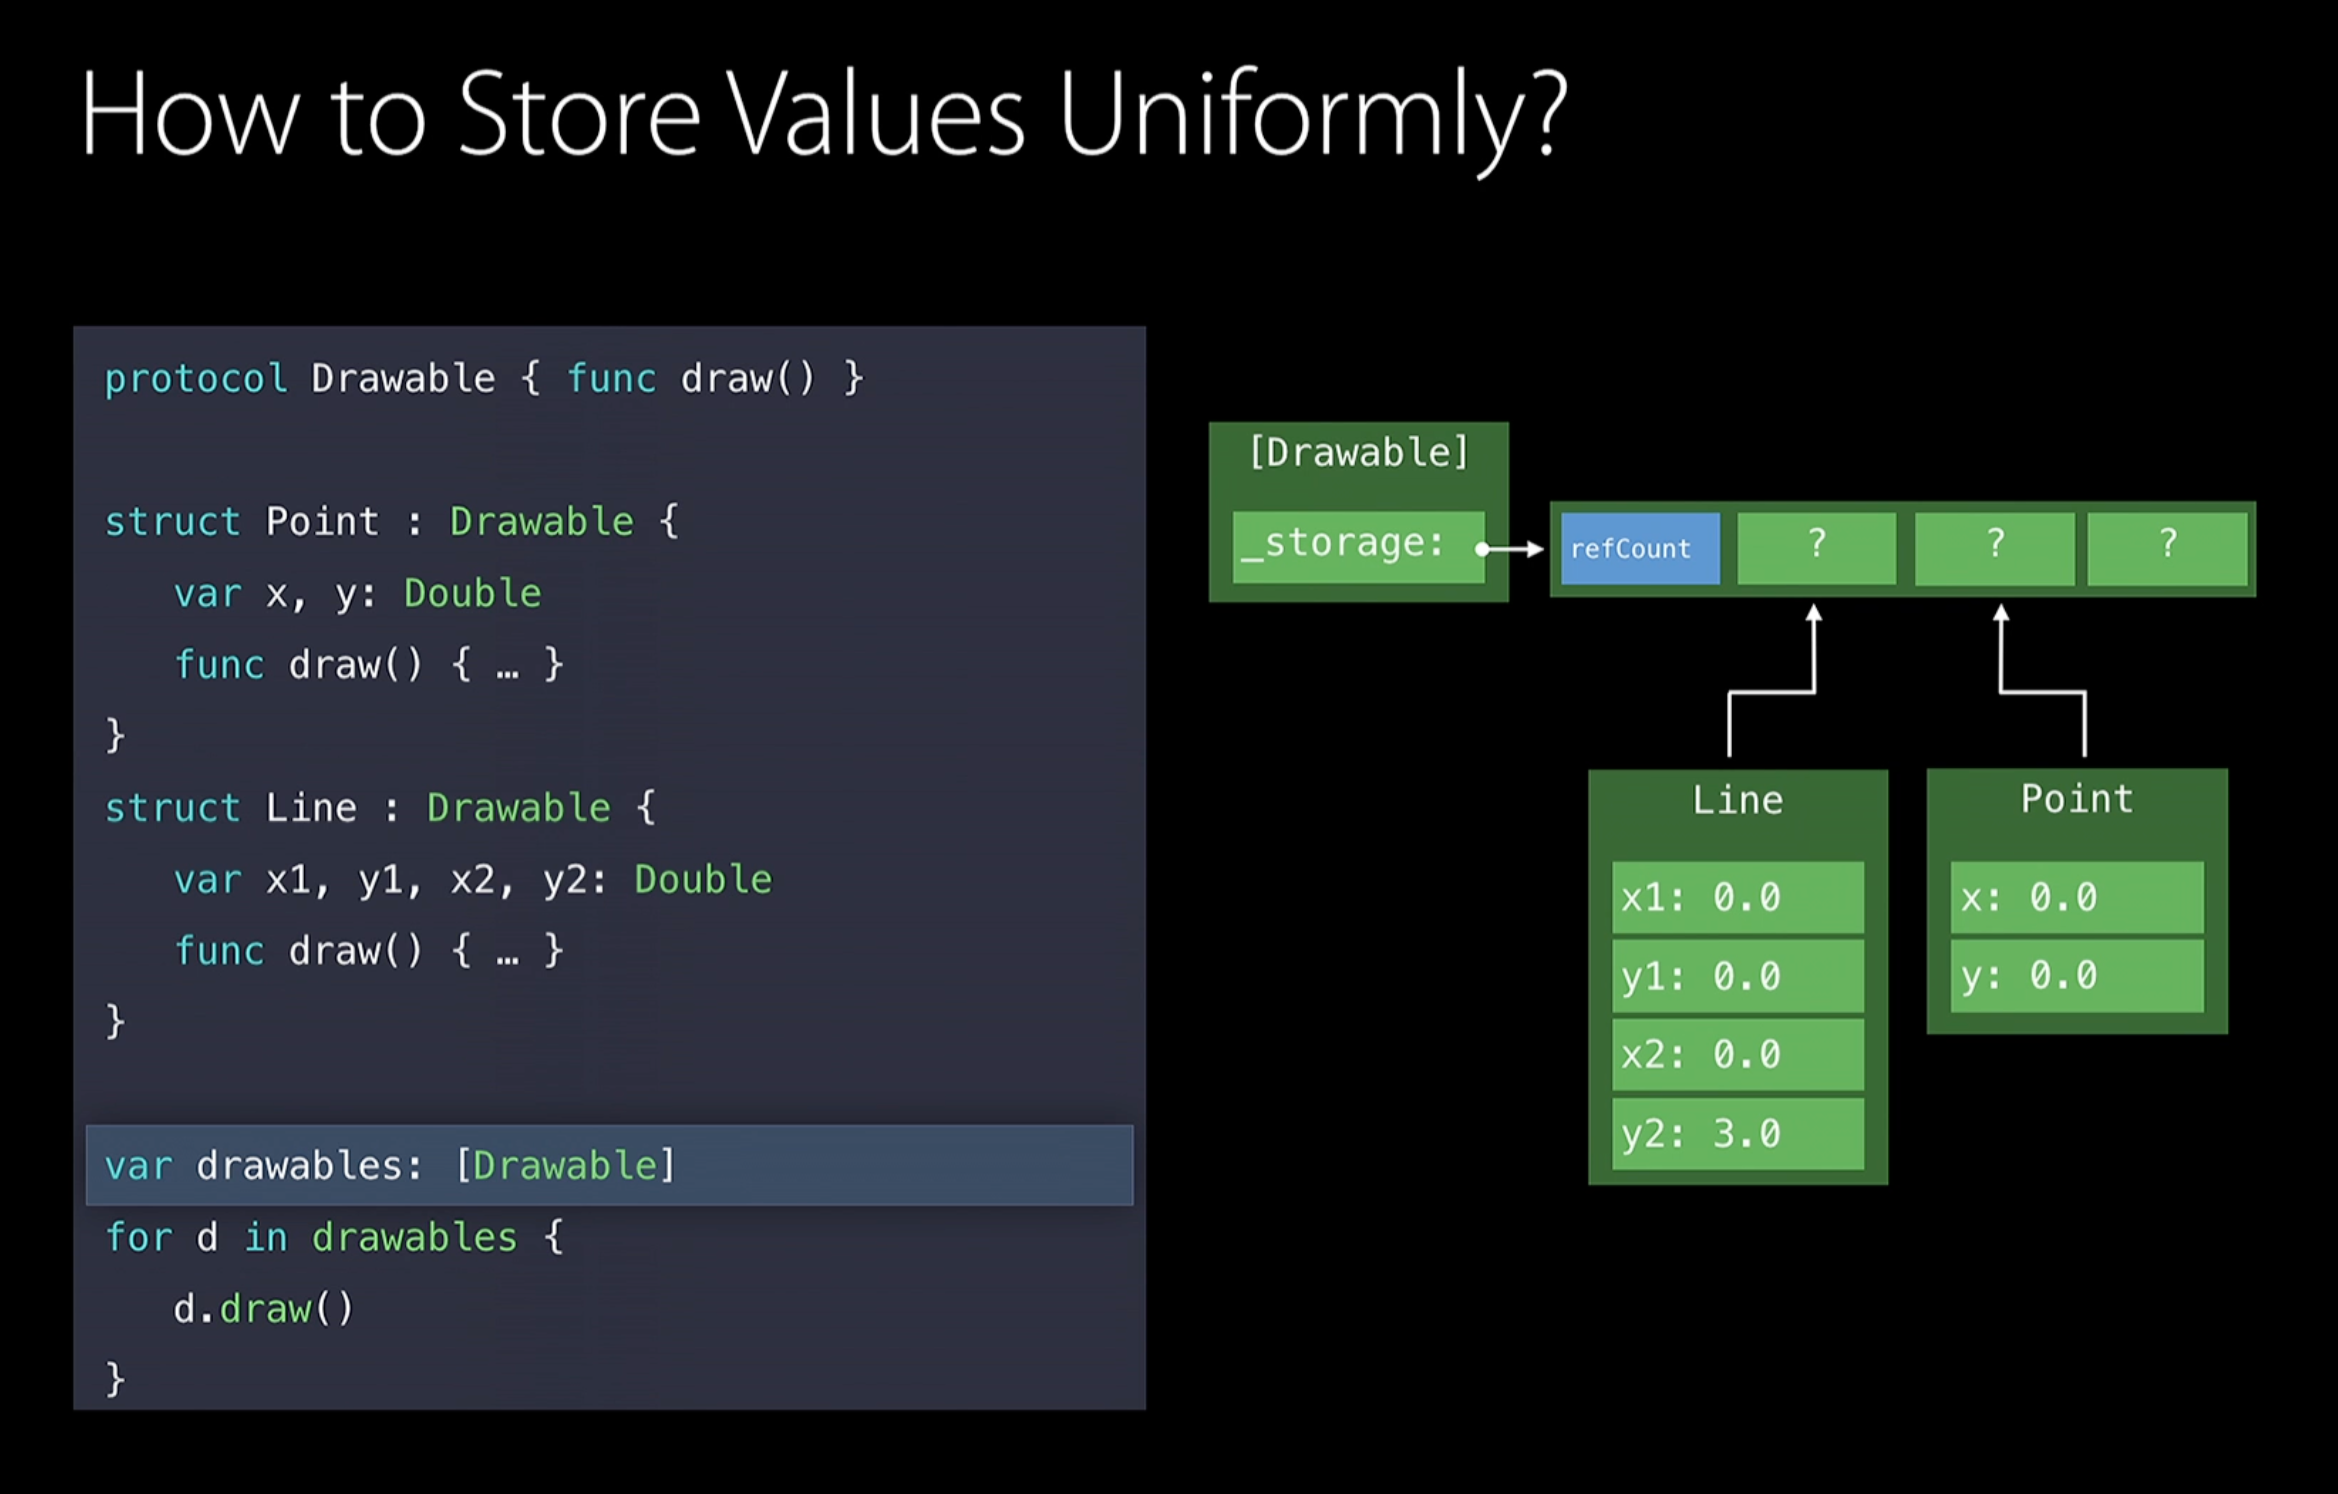 How to Store Values Uniformly?
protocol Drawable { func draw() }
struct Point : Drawable {
   var x, y: Double
   func draw() { … }
}
struct Line : Drawable {
   var x1, y1, x2, y2: Double
   func draw() { … }
}
var drawables: [Drawable]
for d in drawables {
   d.draw()
}
[Drawable]
_storage:
refCount ? ? ?
Line
x1: 0.0
y1: 0.0
x2: 0.0
y2: 3.0
Point
x: 0.0
y: 0.0